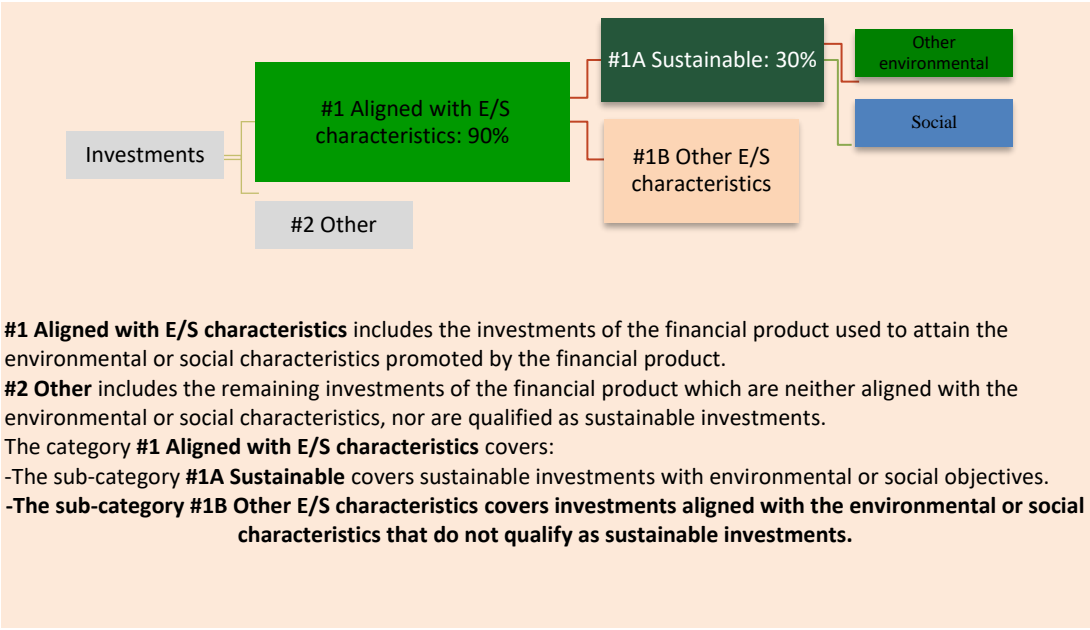 Investments
#1 Aligned with E/S
characteristics: 90%
#2 Other
#1A Sustainable: 30%
#1B Other E/S
characteristics
Other
environmental
Social
#1 Aligned with E/S characteristics includes the investments of the financial product used to attain the
environmental or social characteristics promoted by the financial product.
#2 Other includes the remaining investments of the financial product which are neither aligned with the
environmental or social characteristics, nor are qualified as sustainable investments.
The category #1 Aligned with E/S characteristics covers:
-The sub-category #1A Sustainable covers sustainable investments with environmental or social objectives.
-The sub-category #1B Other E/S characteristics covers investments aligned with the environmental or social
characteristics that do not qualify as sustainable investments.